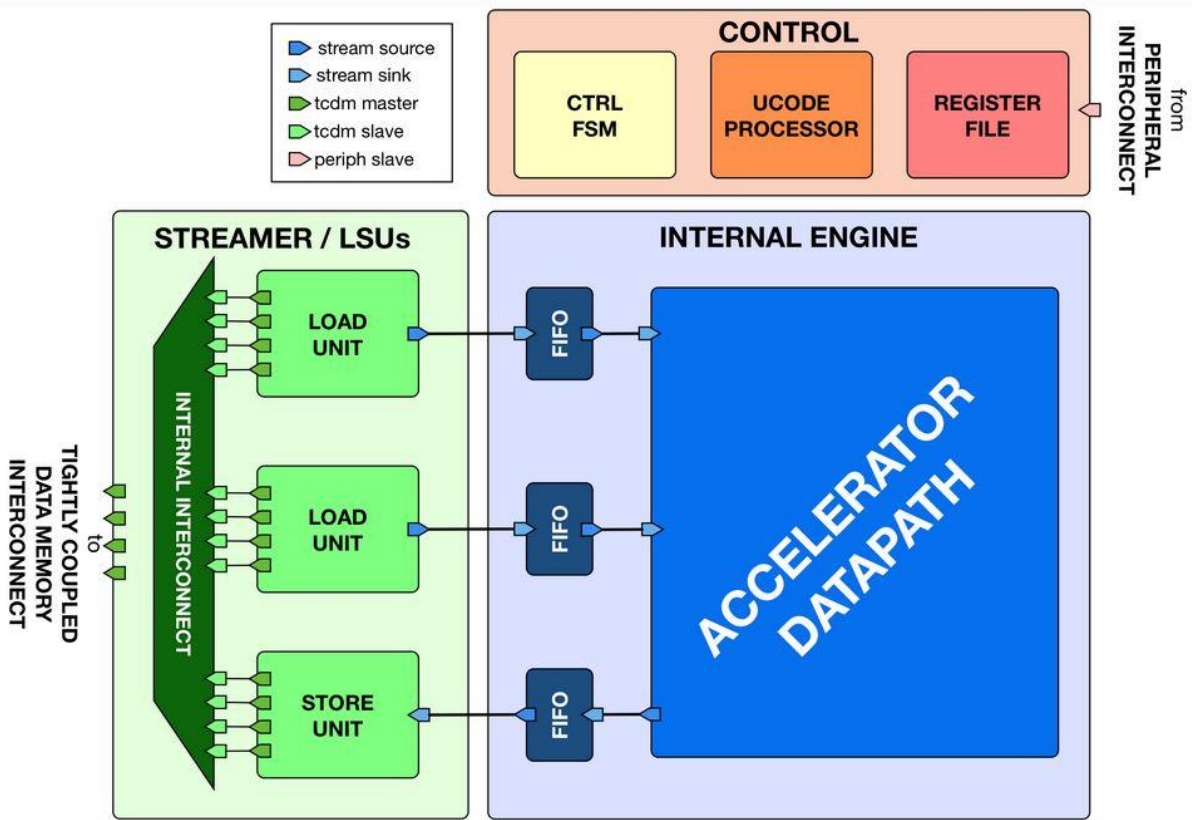 stream source
stream sink
tcdm master
tcdm slave
periph slave
CONTROL
CTRL
FSM
UCODE
PROCESSOR
REGISTER
FILE
from
PERIPHERAL
INTERCONNECT
STREAMER / LSUs
LOAD
UNIT
LOAD
UNIT
STORE
UNIT
INTERNAL INTERCONNECT
TIGHTLY COUPLED
DATA MEMORY
INTERCONNECT
to
INTERNAL ENGINE
FIFO
FIFO
FIFO
ACCELERATOR
DATAPATH